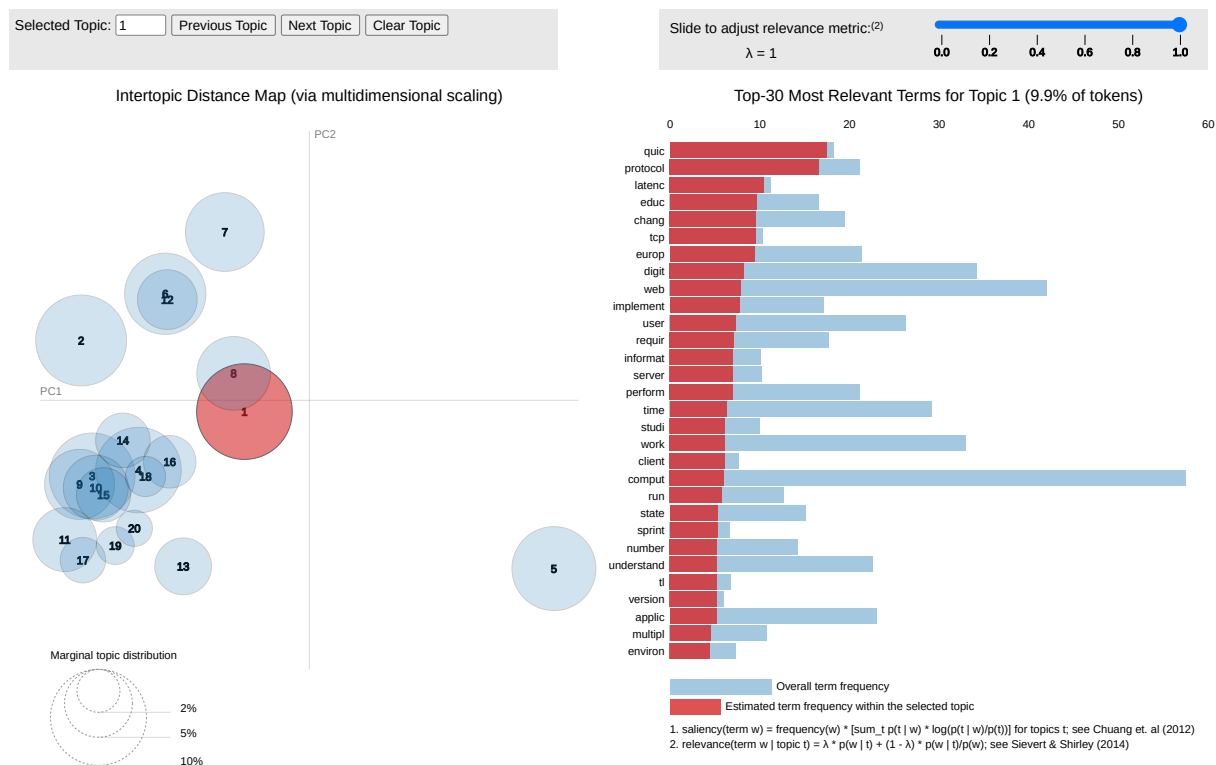 Selected Topic: 1 Previous Topic Next Topic Clear Topic
Slide to adjust relevance metric:(2)
λ = 1
0.0 0.2 0.4 0.6 0.8 1.0
Intertopic Distance Map (via multidimensional scaling)
PC2
PC1
7
6
12
2
8
1
14
4
16
3
18
9
10
15
20
11
19
17
13
5
Marginal topic distribution
2%
5%
10%
Top-30 Most Relevant Terms for Topic 1 (9.9% of tokens)
0 10 20 30 40 50 60
quic
protocol
latenc
educ
chang
tcp
europ
digit
web
implement
user
requir
informat
server
perform
time
studi
work
client
comput
run
state
sprint
number
understand
tl
version
applic
multipl
environ
Overall term frequency
Estimated term frequency within the selected topic
1. saliency(term w) = frequency(w) * [sum_t p(t | w) * log(p(t | w)/p(t))] for topics t; see Chuang et. al (2012)
2. relevance(term w | topic t) = λ * p(w | t) + (1 - λ) * p(w | t)/p(w); see Sievert & Shirley (2014)